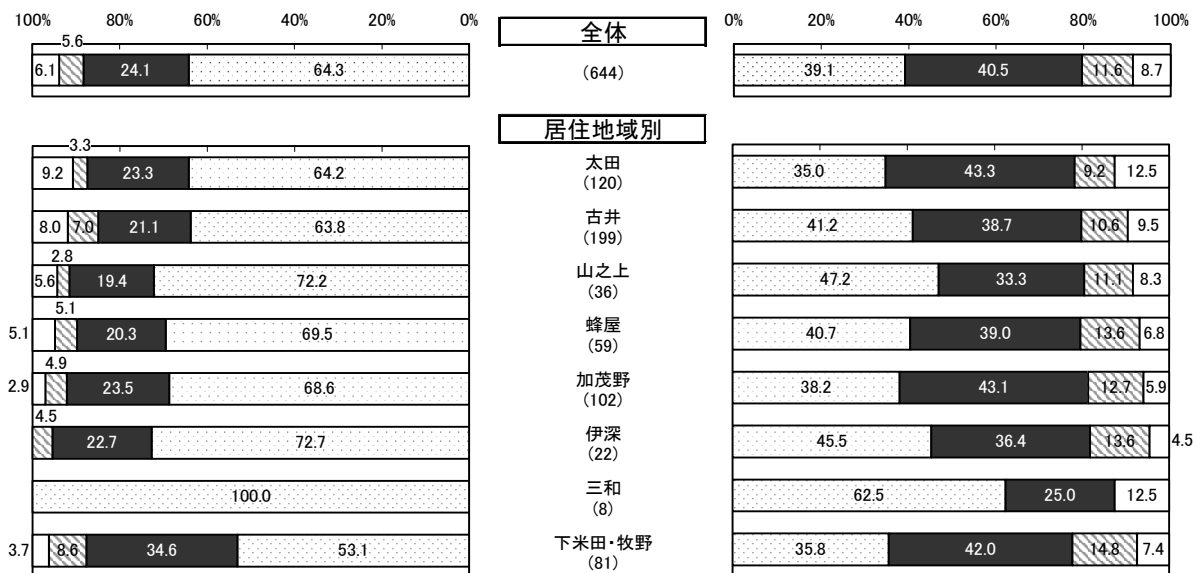 100% 80% 60% 40% 20% 0% 0% 20% 40% 60% 80% 100%
全体
5.6
6.1 24.1 64.3 (644) 39.1 40.5 11.6 8.7
居住地域別
3.3
9.2 23.3 64.2 太田 35.0 43.3 9.2 12.5
(120)
8.0 7.0 21.1 63.8 古井 41.2 38.7 10.6 9.5
(199)
2.8
5.6 19.4 72.2 山之上 47.2 33.3 11.1 8.3
(36)
5.1
5.1 20.3 69.5 蜂屋 40.7 39.0 13.6 6.8
(59)
4.9
2.9 23.5 68.6 加茂野 38.2 43.1 12.7 5.9
(102)
4.5
22.7 72.7 伊深 45.5 36.4 13.6 4.5
(22)
100.0 三和 62.5 25.0 12.5
(8)
3.7 8.6 34.6 53.1 下米田・牧野 35.8 42.0 14.8 7.4
(81)